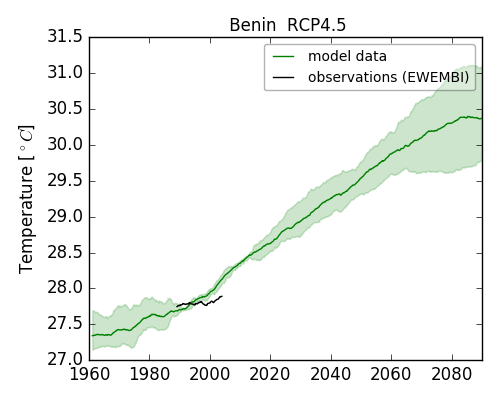 Benin RCP4.5
31.5
31.0
30.5
30.0
29.5
29.0
28.5
28.0
27.5
27.0
Temperature [°C]
model data
observations (EWEMBI)
1960 1980 2000 2020 2040 2060 2080